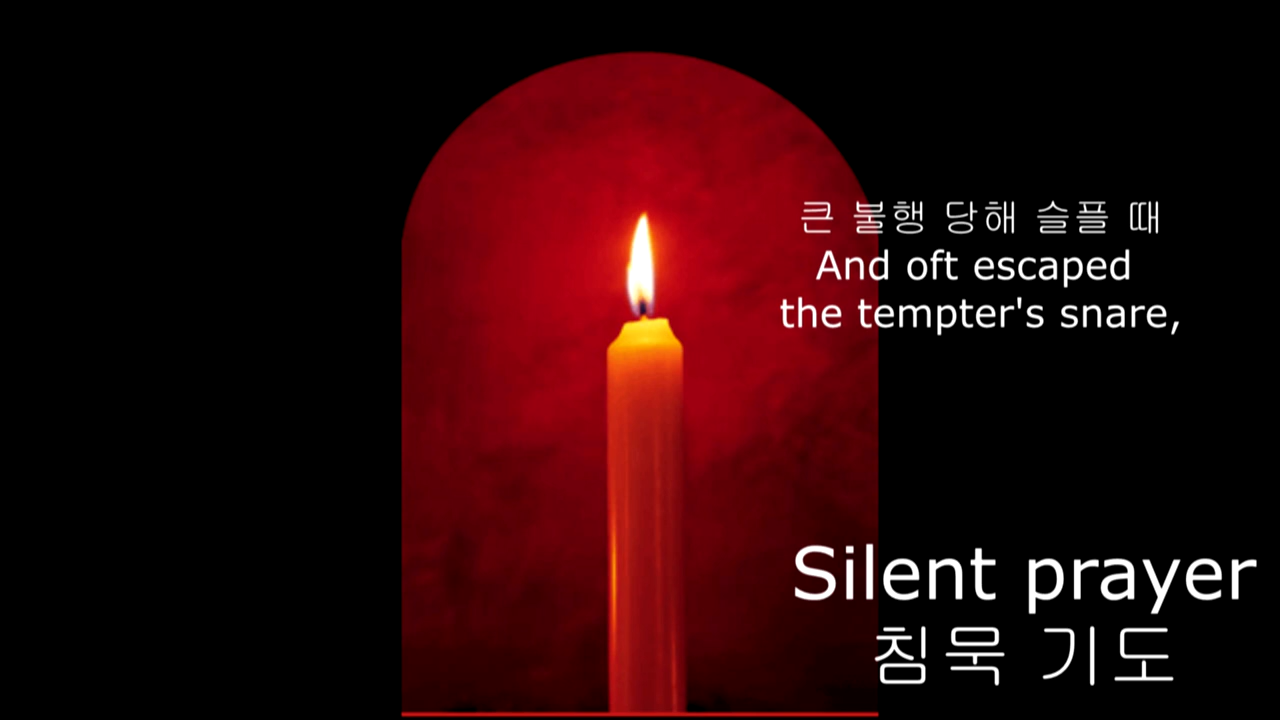 큰 불행 당해 슬플 때
And oft escaped
the tempter's snare,
Silent prayer
침묵 기도